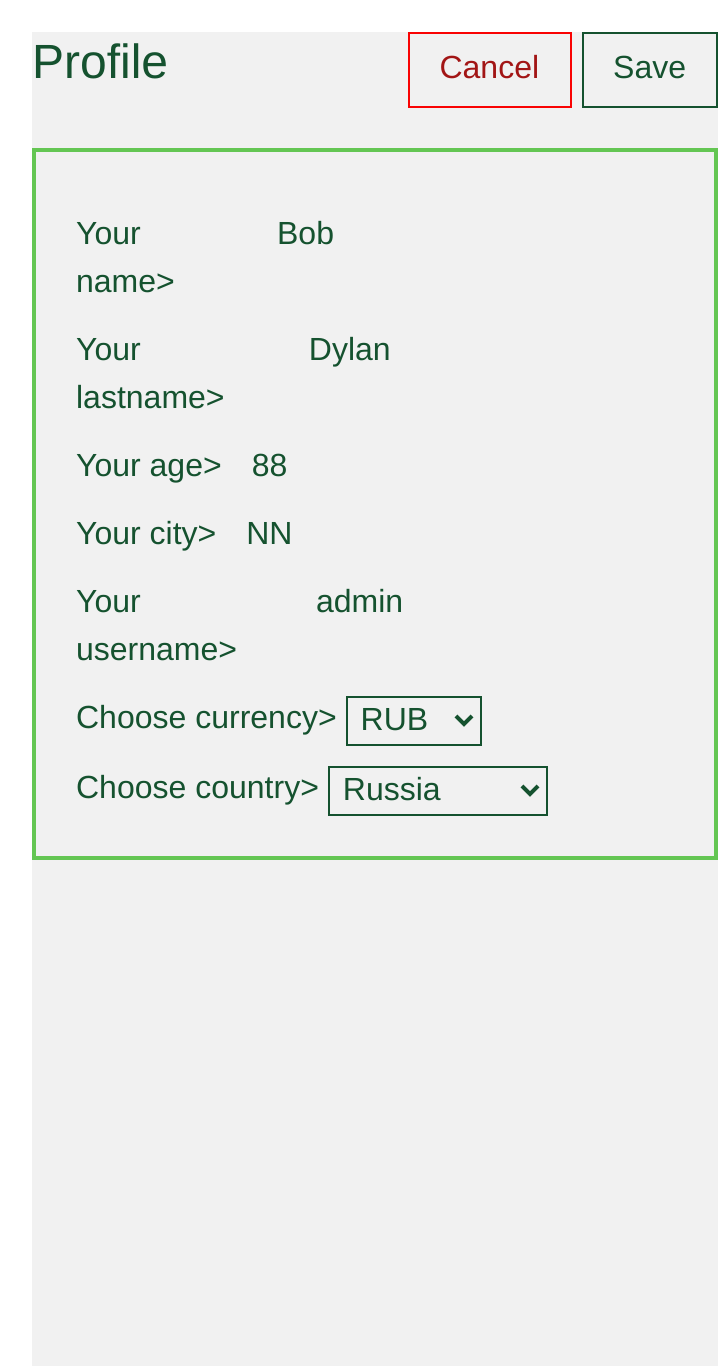 Profile Cancel Save
Your Bob
name>
Your Dylan
lastname>
Your age> 88
Your city> NN
Your admin
username>
Choose currency> RUB
Choose country> Russia